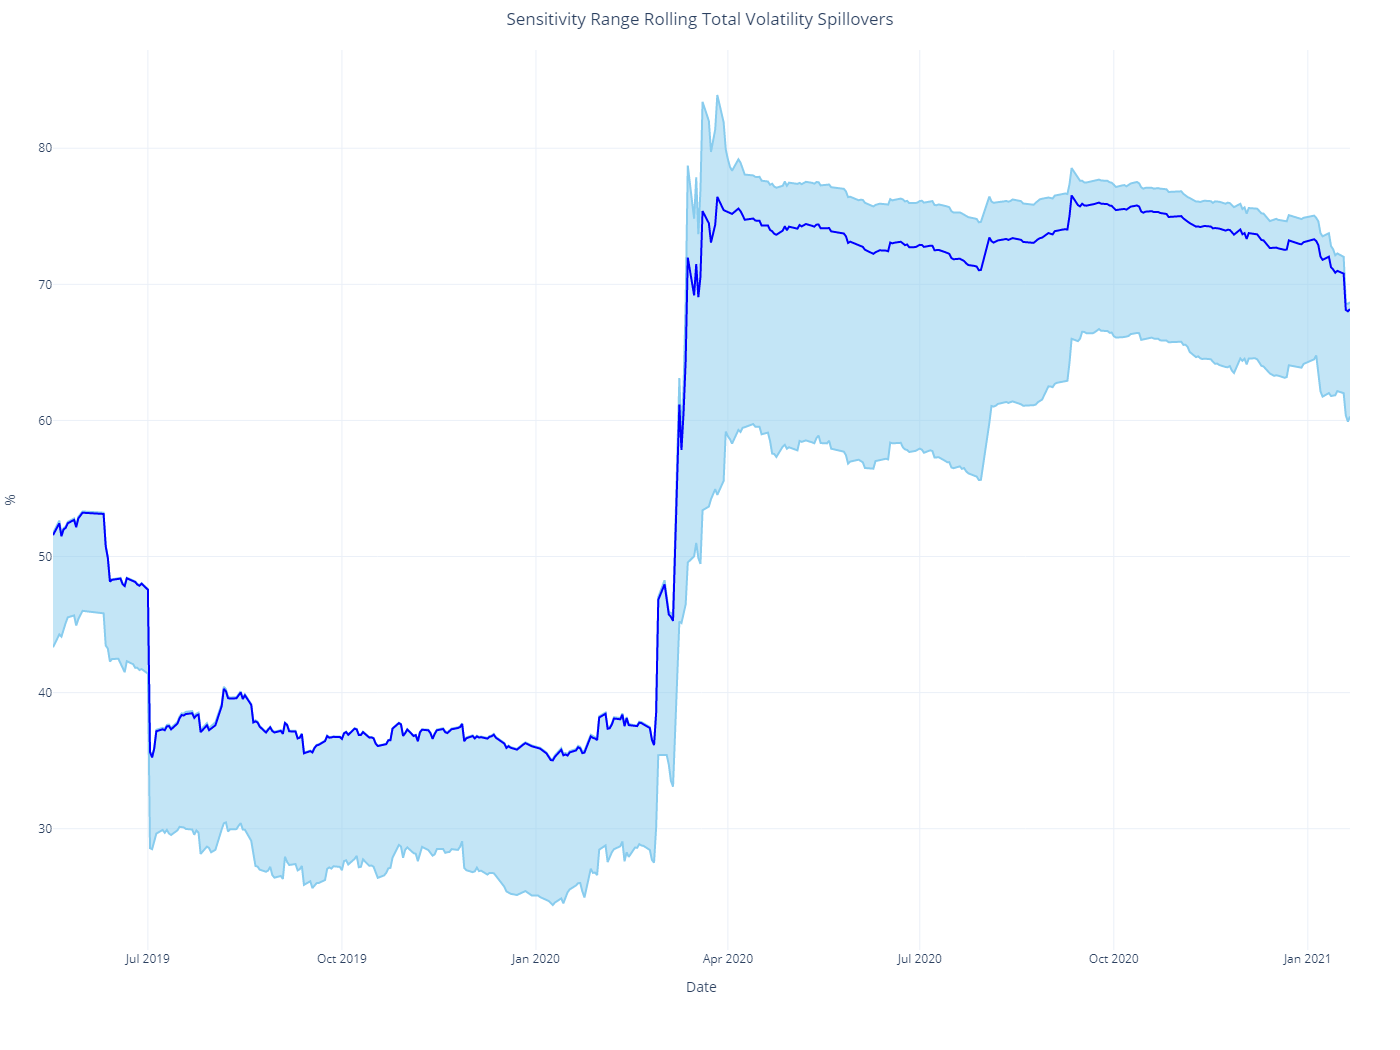 Sensitivity Range Rolling Total Volatility Spillovers
80
70
60
50
40
30
%
Jul 2019
Oct 2019
Jan 2020
Apr 2020
Jul 2020
Oct 2020
Jan 2021
Date